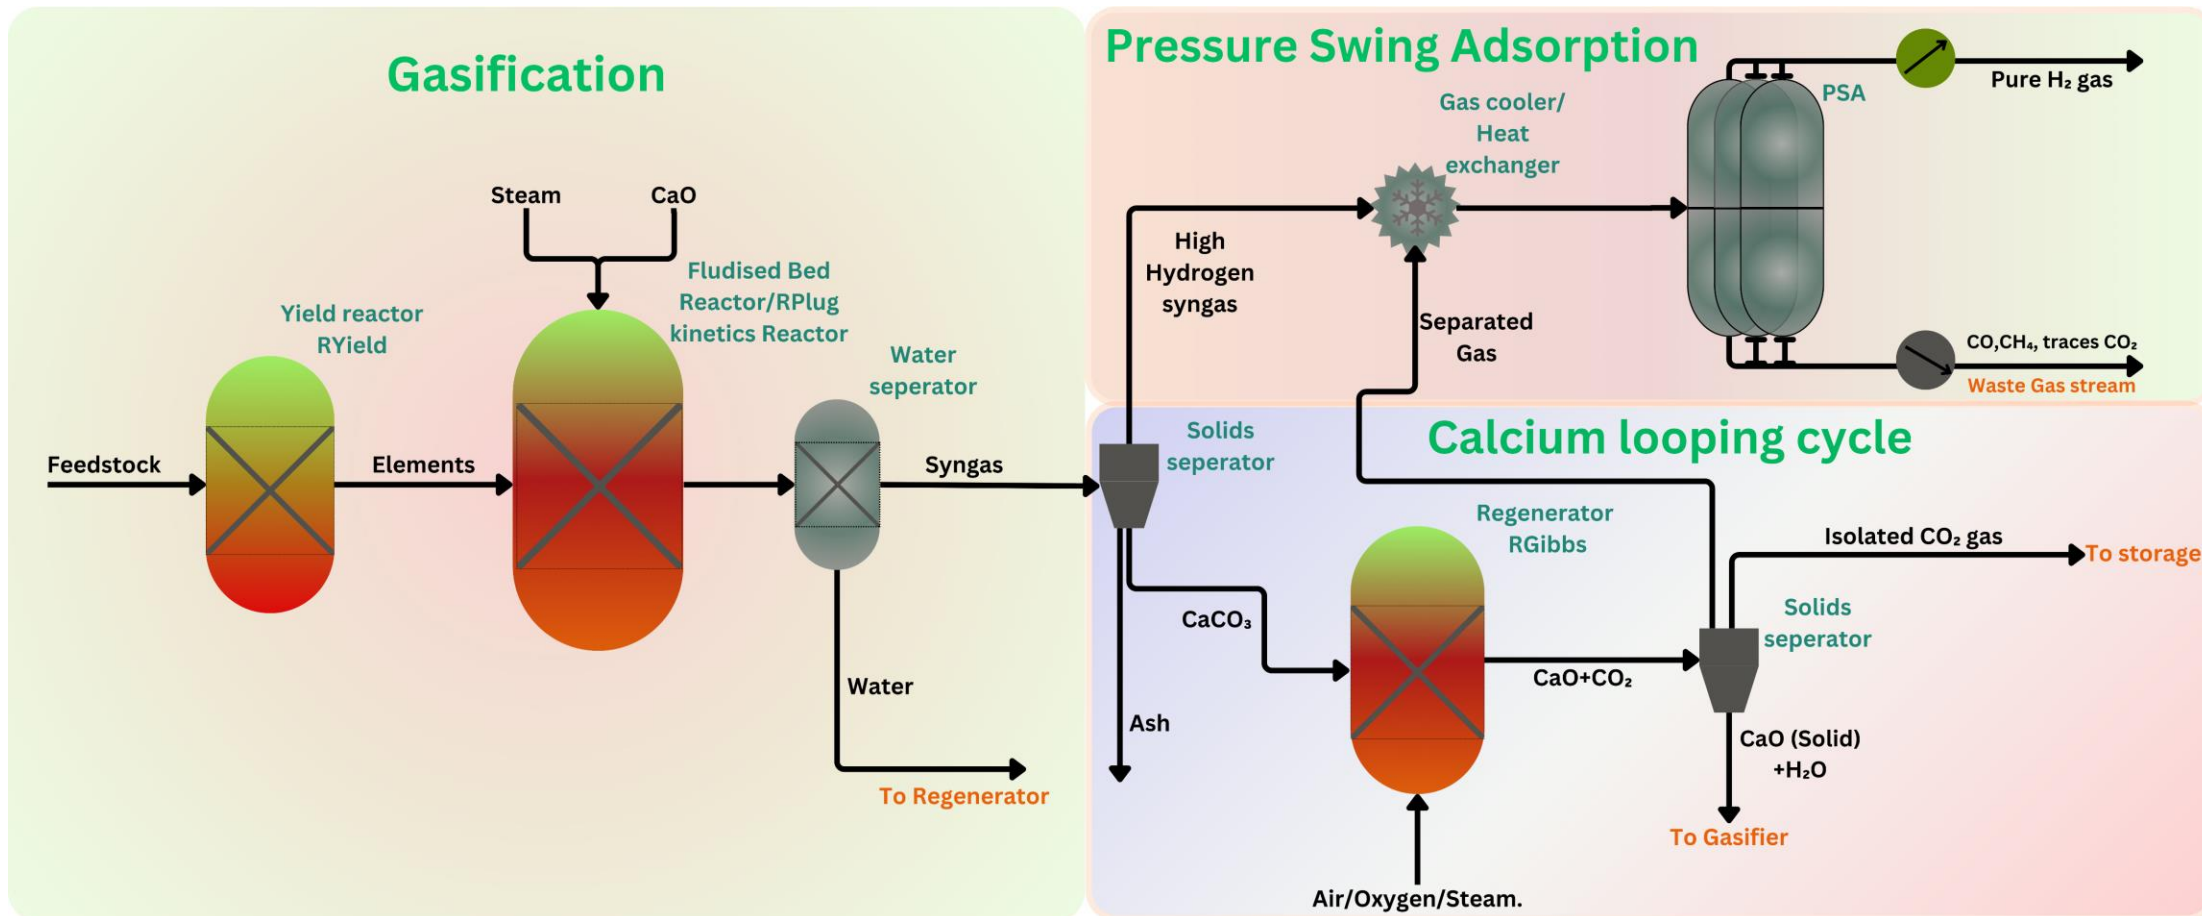 Gasification
Steam
CaO
Fludised Bed
Reactor/RPlug
kinetics Reactor
Yield reactor
RYield
Water
seperator
Feedstock
Elements
Syngas
Water
To Regenerator
Pressure Swing Adsorption
Gas cooler/
Heat
exchanger
PSA
Pure H₂ gas
High
Hydrogen
syngas
Separated
Gas
CO,CH₄, traces CO₂
Waste Gas stream
Calcium looping cycle
Solids
seperator
Regenerator
RGibbs
Isolated CO₂ gas
To storage
CaCO₃
Solids
seperator
CaO+CO₂
Ash
CaO (Solid)
+H₂O
To Gasifier
Air/Oxygen/Steam.